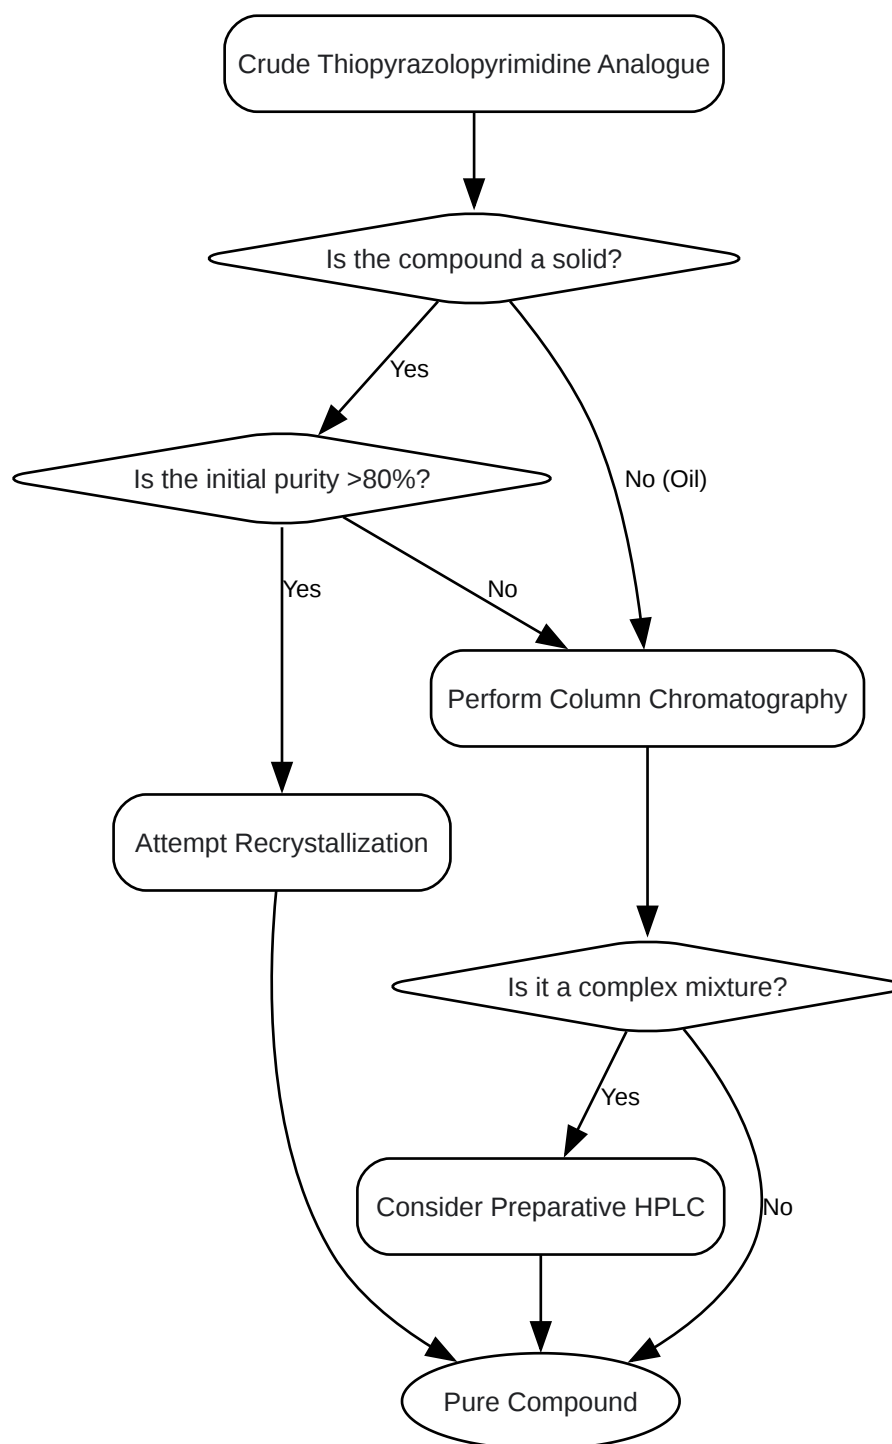 Crude Thiopyrazolopyrimidine Analogue
Is the compound a solid?
Yes
Is the initial purity >80%?
No (Oil)
Yes
No
Perform Column Chromatography
Attempt Recrystallization
Is it a complex mixture?
Yes
Consider Preparative HPLC
No
Pure Compound